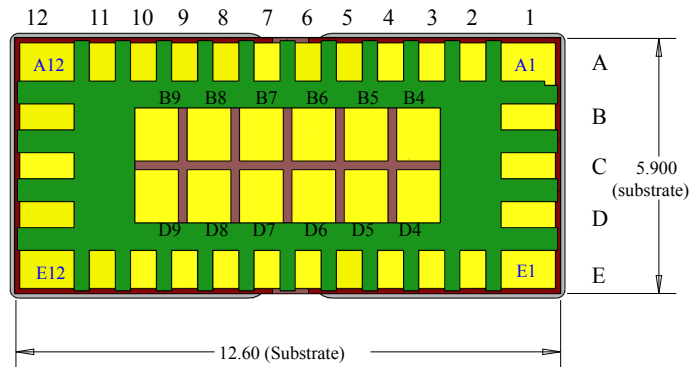 12 11 10 9 8 7 6 5 4 3 2 1
A12 A1 A
B9 B8 B7 B6 B5 B4
B
C
5.900
(substrate)
D
D9 D8 D7 D6 D5 D4
E12 E1 E
12.60 (Substrate)